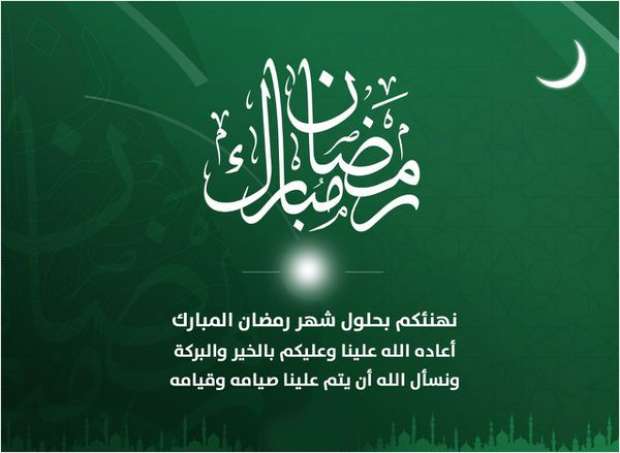 رمضان
مبارك
نهنئكم بحلول شهر رمضان المبارك
أعاده الله علينا وعليكم بالخير والبركة
ونسأل الله أن يتم علينا صيامه وقيامه